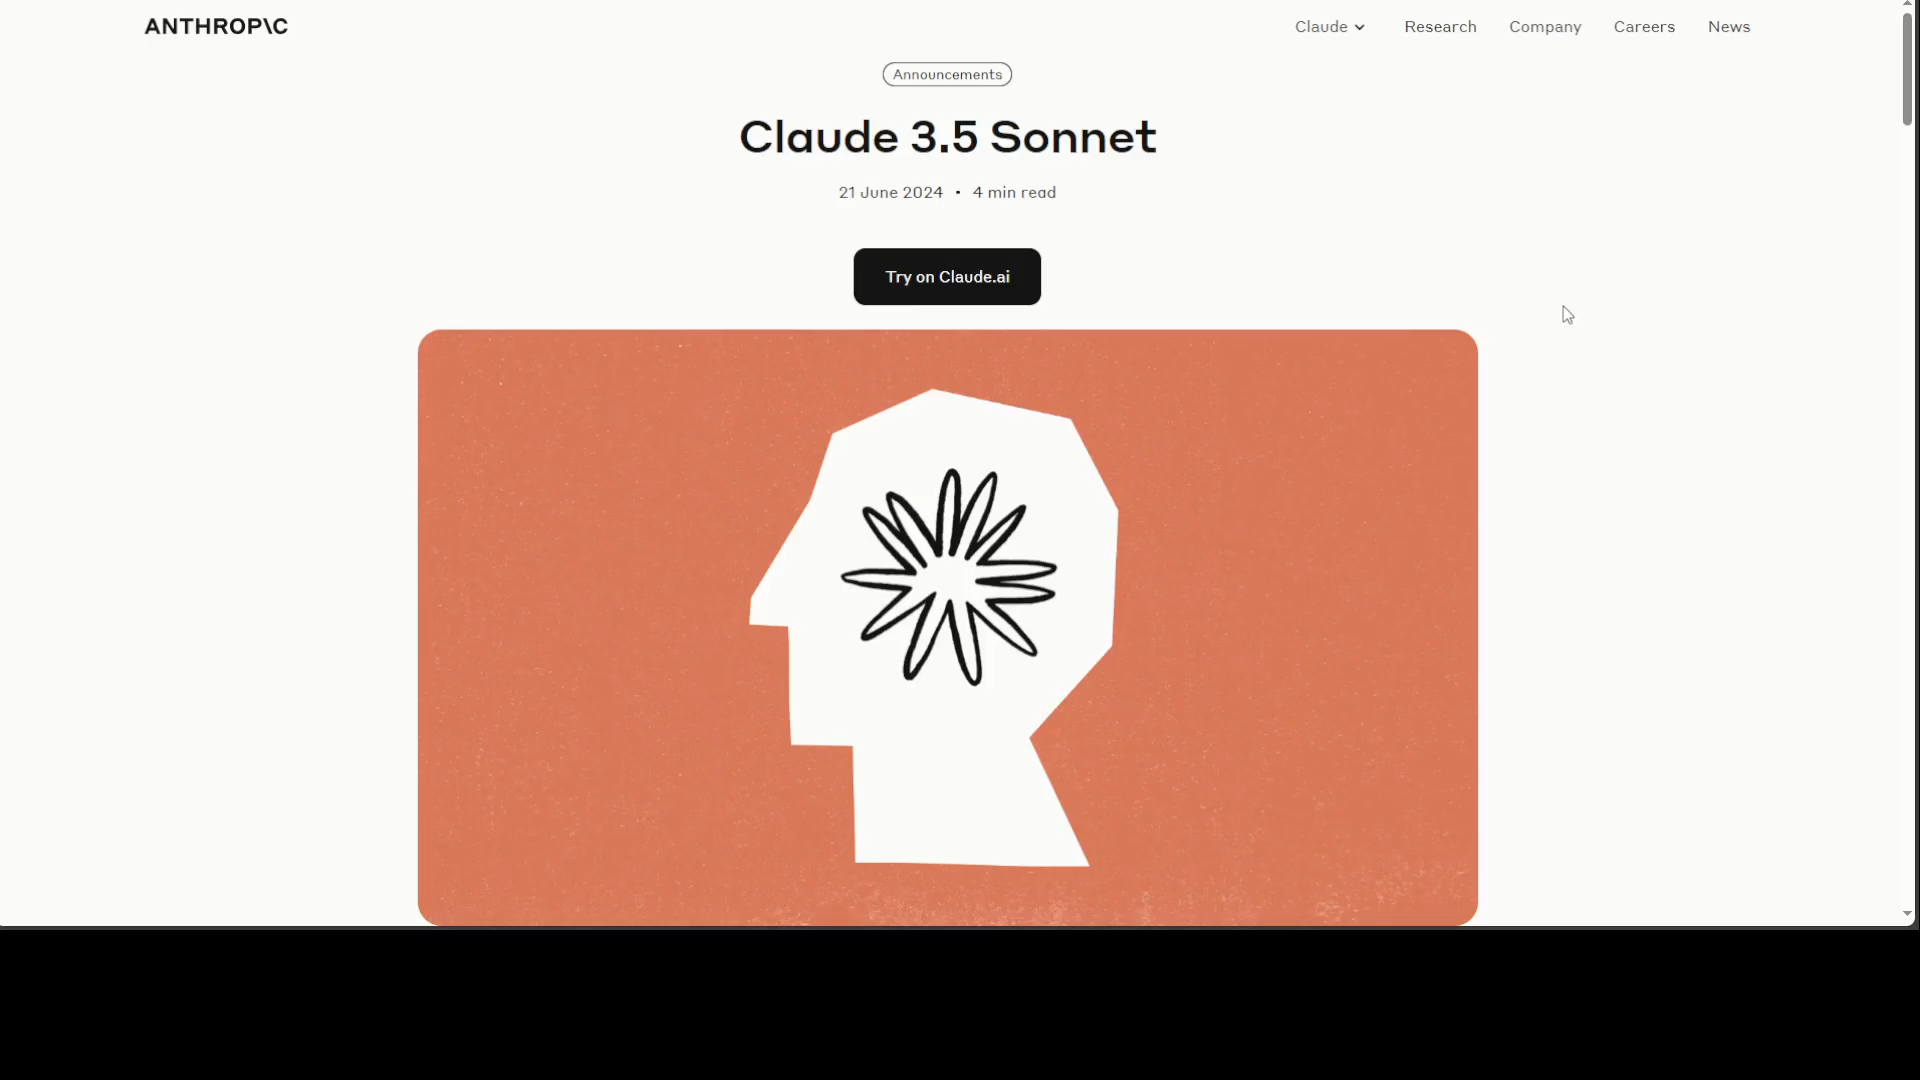 ANTHROP\C
Claude
Research
Company
Careers
News
Announcements
Claude 3.5 Sonnet
21 June 2024 • 4 min read
Try on Claude.ai